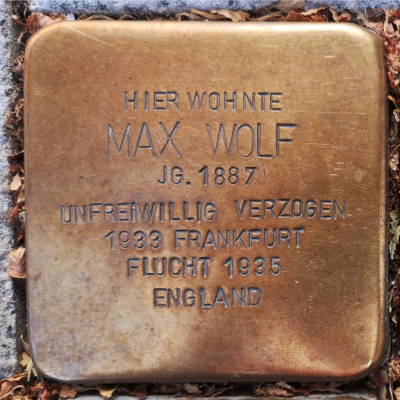 HIER WOHNTE
MAX WOLF
JG. 1887
UNFREIWILLIG VERZOGEN
1933 FRANKFURT
FLUCHT 1935
ENGLAND